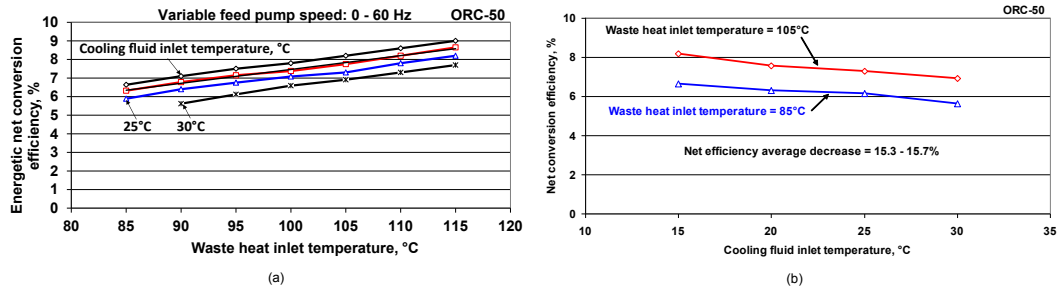 Variable feed pump speed: 0 - 60 Hz
ORC-50
Cooling fluid inlet temperature, °C
25°C
30°C
Energetic net conversion
efficiency, %
10
9
8
7
6
5
4
3
2
1
0
80
85
90
95
100
105
110
115
120
Waste heat inlet temperature, °C
(a)
ORC-50
Waste heat inlet temperature = 105°C
Waste heat inlet temperature = 85°C
Net efficiency average decrease = 15.3 - 15.7%
Net conversion efficiency, %
10
8
6
4
2
0
10
15
20
25
30
35
Cooling fluid inlet temperature, °C
(b)